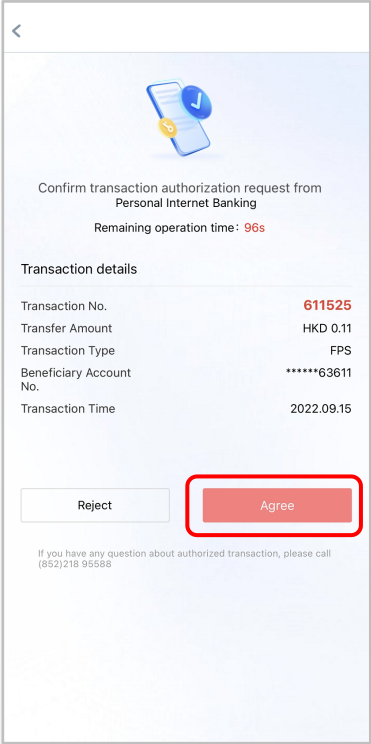 Confirm transaction authorization request from
Personal Internet Banking
Remaining operation time: 96s
Transaction details
Transaction No. 611525
Transfer Amount HKD 0.11
Transaction Type FPS
Beneficiary Account ******63611
No.
Transaction Time 2022.09.15
Reject Agree
If you have any question about authorized transaction, please call
(852)218 95588